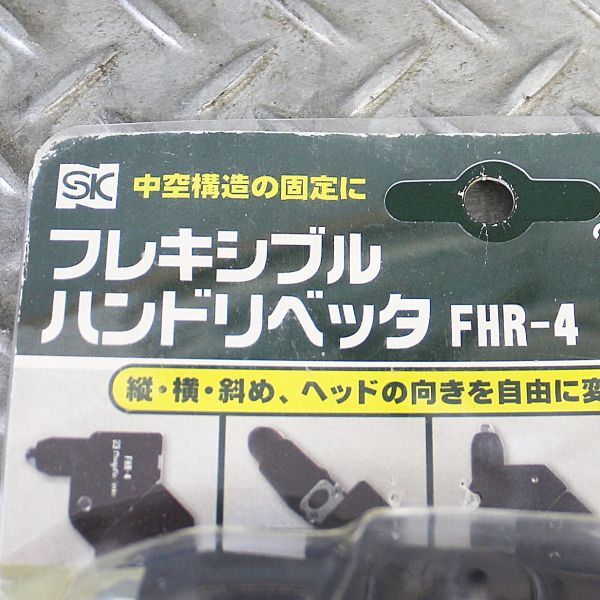 SK
中空構造の固定に
フレキシブル
ハンドリベッタ FHR-4
縦・横・斜め、ヘッドの向きを自由に変
FHR-4